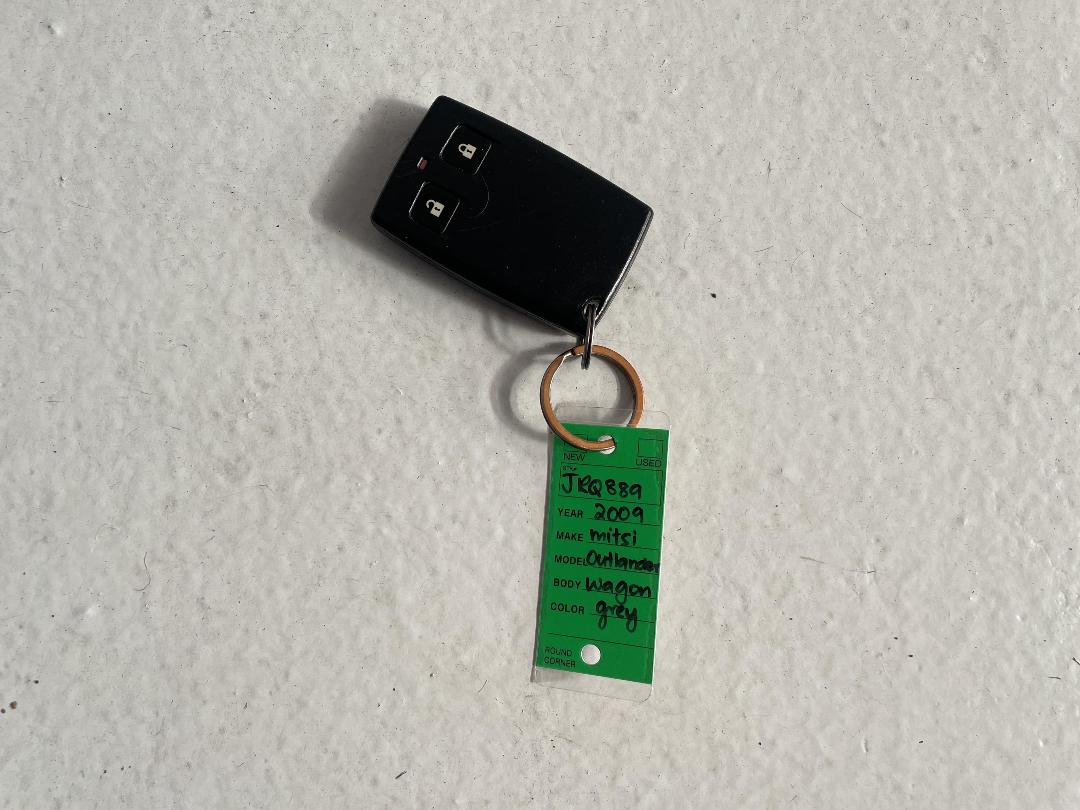 NEW USED
STK#
JRQ889
YEAR 2009
MAKE mitsi
MODEL Outlander
BODY Wagon
COLOR grey
ROUND
CORNER